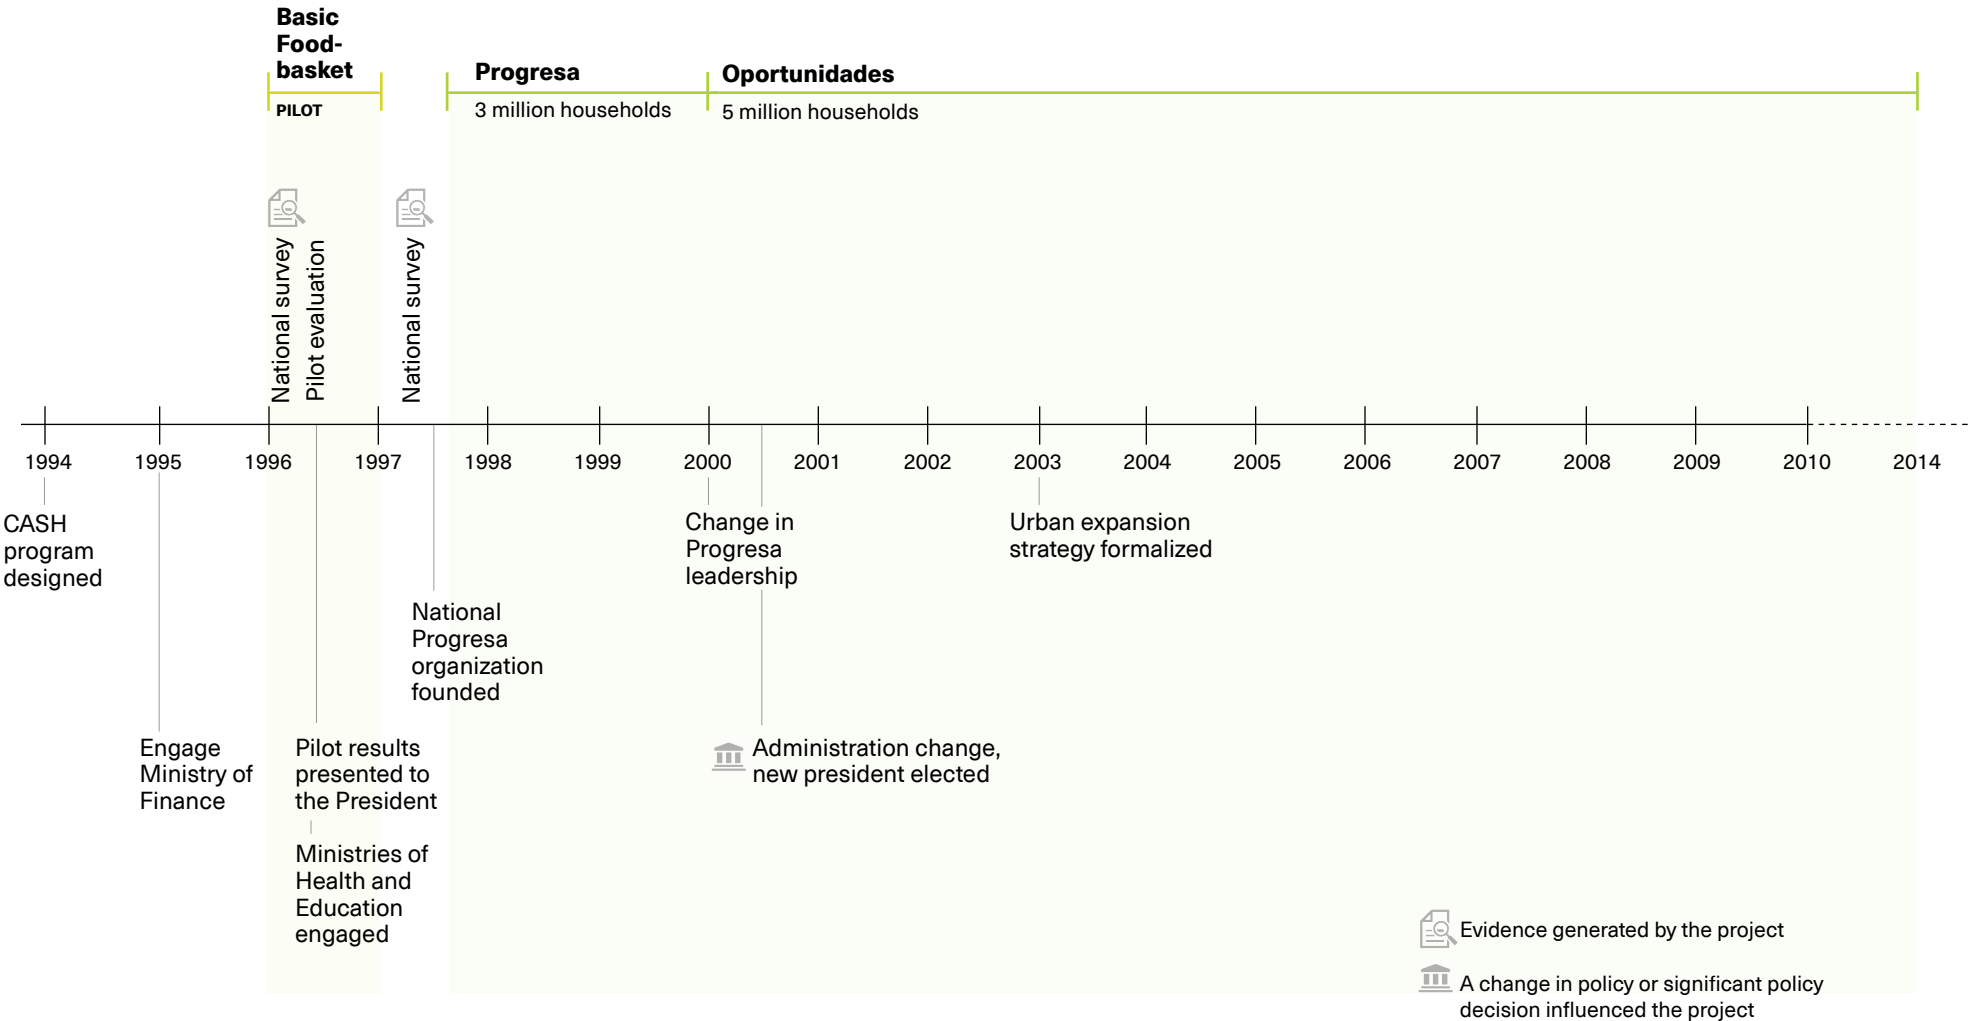 Basic
Food-
basket
PILOT
Progresa
3 million households
Oportunidades
5 million households
National survey
Pilot evaluation
National survey
1994
1995
1996
1997
1998
1999
2000
2001
2002
2003
2004
2005
2006
2007
2008
2009
2010
2014
CASH
program
designed
Engage
Ministry of
Finance
Pilot results
presented to
the President
Ministries of
Health and
Education
engaged
National
Progresa
organization
founded
Change in
Progresa
leadership
Administration change,
new president elected
Urban expansion
strategy formalized
Evidence generated by the project
A change in policy or significant policy
decision influenced the project